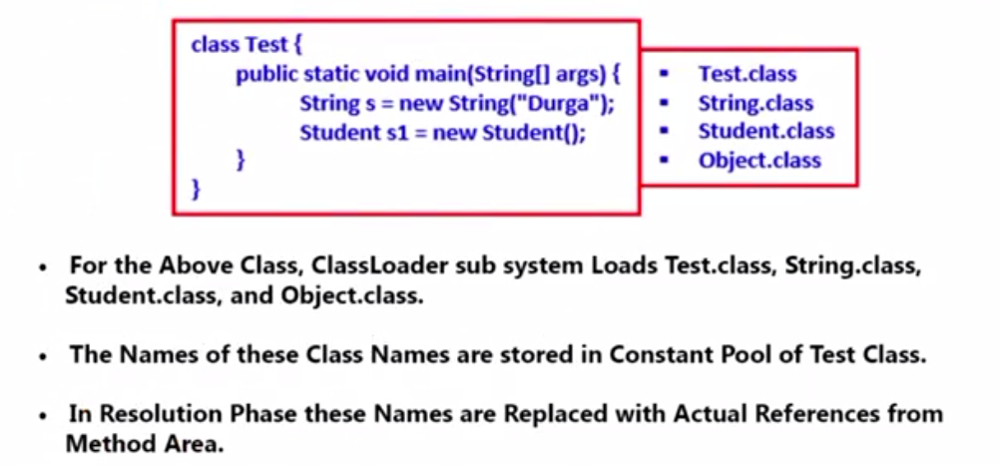 class Test {
public static void main(String[] args) {
String s = new String("Durga");
Student s1 = new Student();
}
}
▪ Test.class
▪ String.class
▪ Student.class
▪ Object.class
• For the Above Class, ClassLoader sub system Loads Test.class, String.class,
Student.class, and Object.class.
• The Names of these Class Names are stored in Constant Pool of Test Class.
• In Resolution Phase these Names are Replaced with Actual References from
Method Area.